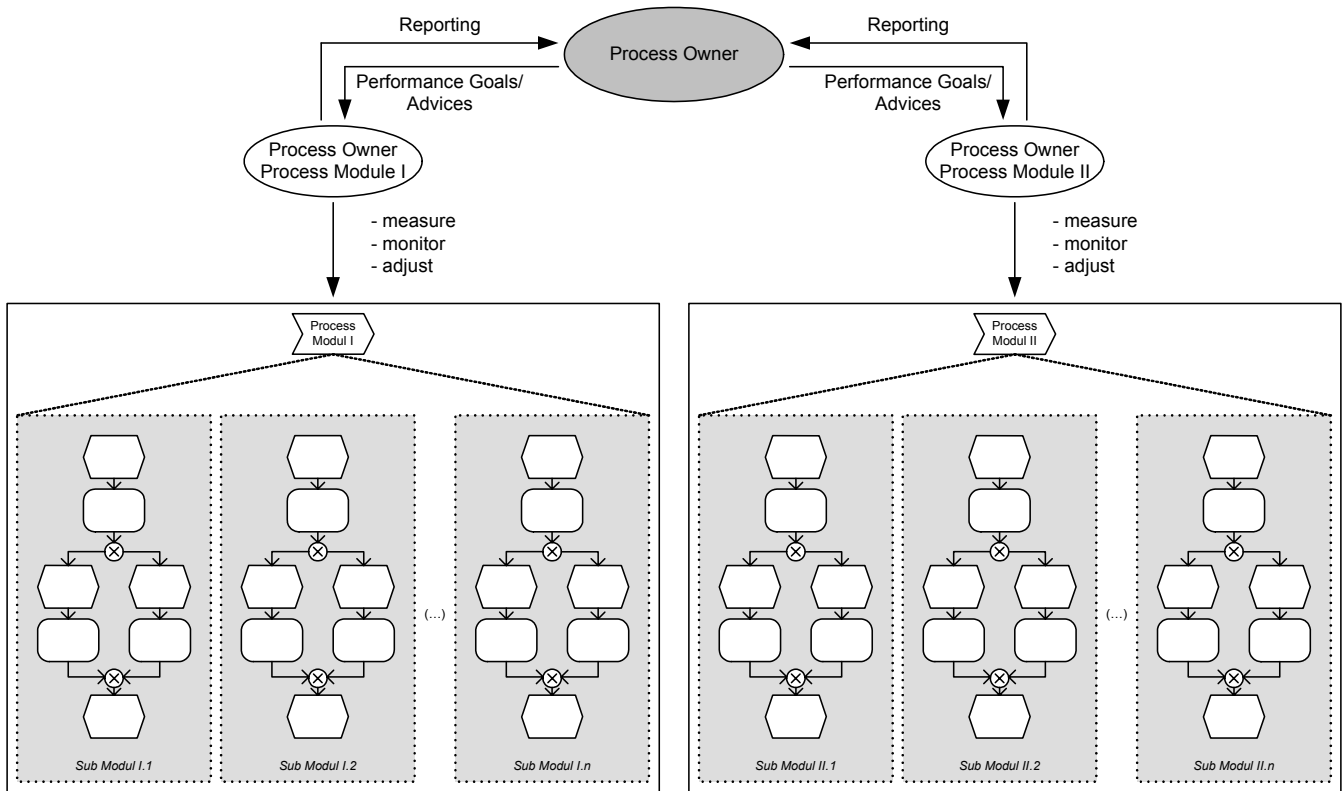 Reporting
Reporting
Process Owner
Performance Goals/
Advices
Performance Goals/
Advices
Process Owner
Process Module I
Process Owner
Process Module II
- measure
- monitor
- adjust
- measure
- monitor
- adjust
Process
Modul I
Process
Modul II
(...)
(...)
Sub Modul I.1
Sub Modul I.2
Sub Modul I.n
Sub Modul II.1
Sub Modul II.2
Sub Modul II.n